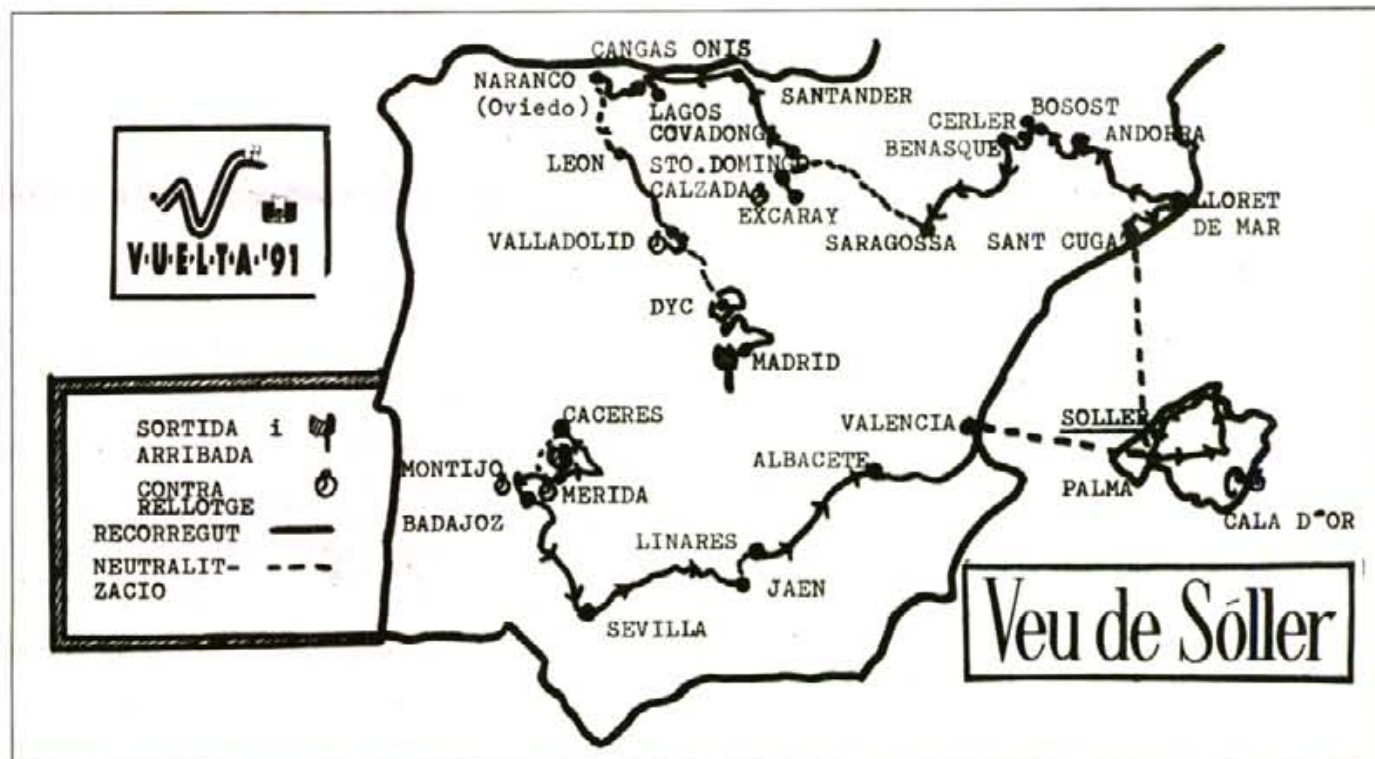 CANGAS ONIS
NARANCO
(Oviedo)
SANTANDER
LAGOS
COVADONGA
LEON
STO.DOMINGO
CALZADA
EXCARAY
CERLER
BOSOST
BENASQUE
ANDORRA
SARAGOSSA
SANT CUGA
LLORET
DE MAR
VALLADOLID
DYC
MADRID
V·U·E·L·T·A·'91
SORTIDA i
ARRIBADA
CONTRA
RELLOTGE
RECORREGUT
NEUTRALIT-
ZACIO
CACERES
MONTIJO
MERIDA
BADAJOZ
SEVILLA
LINARES
JAEN
ALBACETE
VALENCIA
SOLLER
PALMA
CALA D'OR
Veu de Sóller